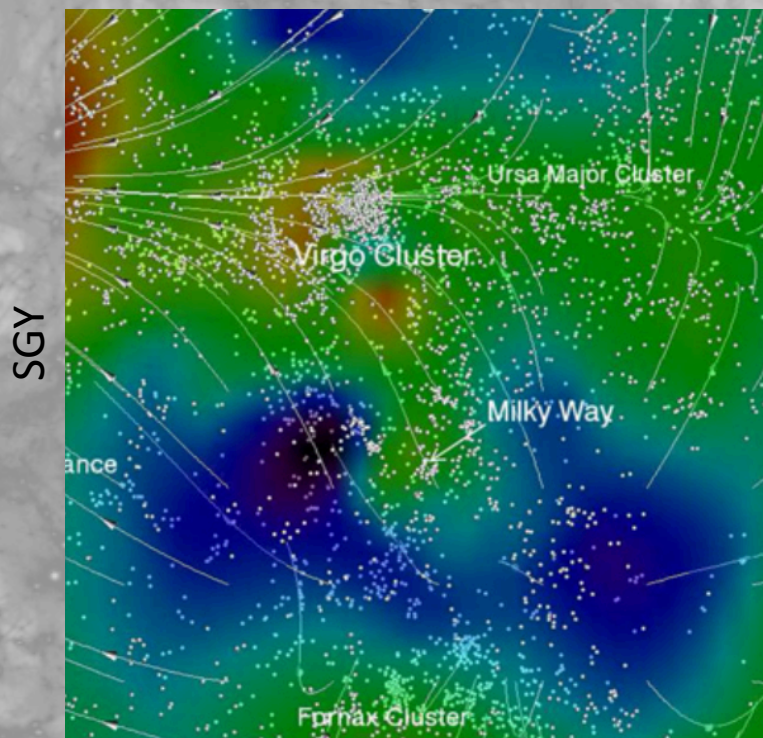 Ursa Major Cluster
Virgo Cluster
SGY
Milky Way
ance
Fornax Cluster